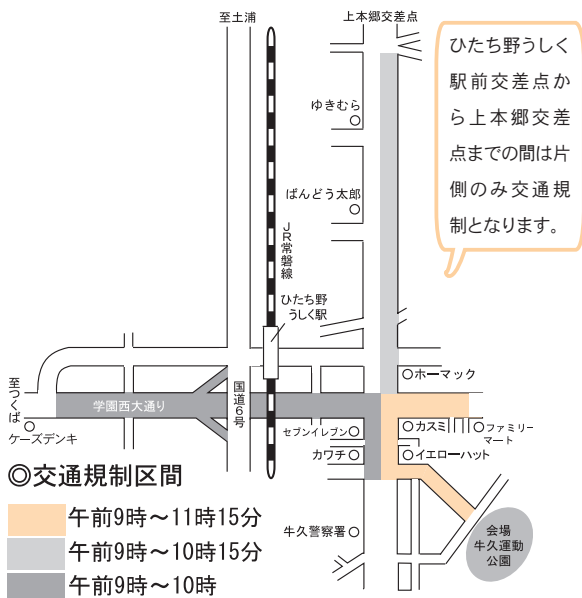 至土浦
上本郷交差点
ひたち野うしく
駅前交差点か
ら上本郷交差
点までの間は片
側のみ交通規
制となります。
ゆきむら
ばんどう太郎
JR常磐線
ひたち野
うしく駅
ホーマック
至つくば
学園西大通り
国道6号
ケーズデンキ
セブンイレブン
カスミ
ファミリー
マート
カワチ
イエローハット
◎交通規制区間
午前9時～11時15分
午前9時～10時15分
午前9時～10時
牛久警察署
会場
牛久運動
公園